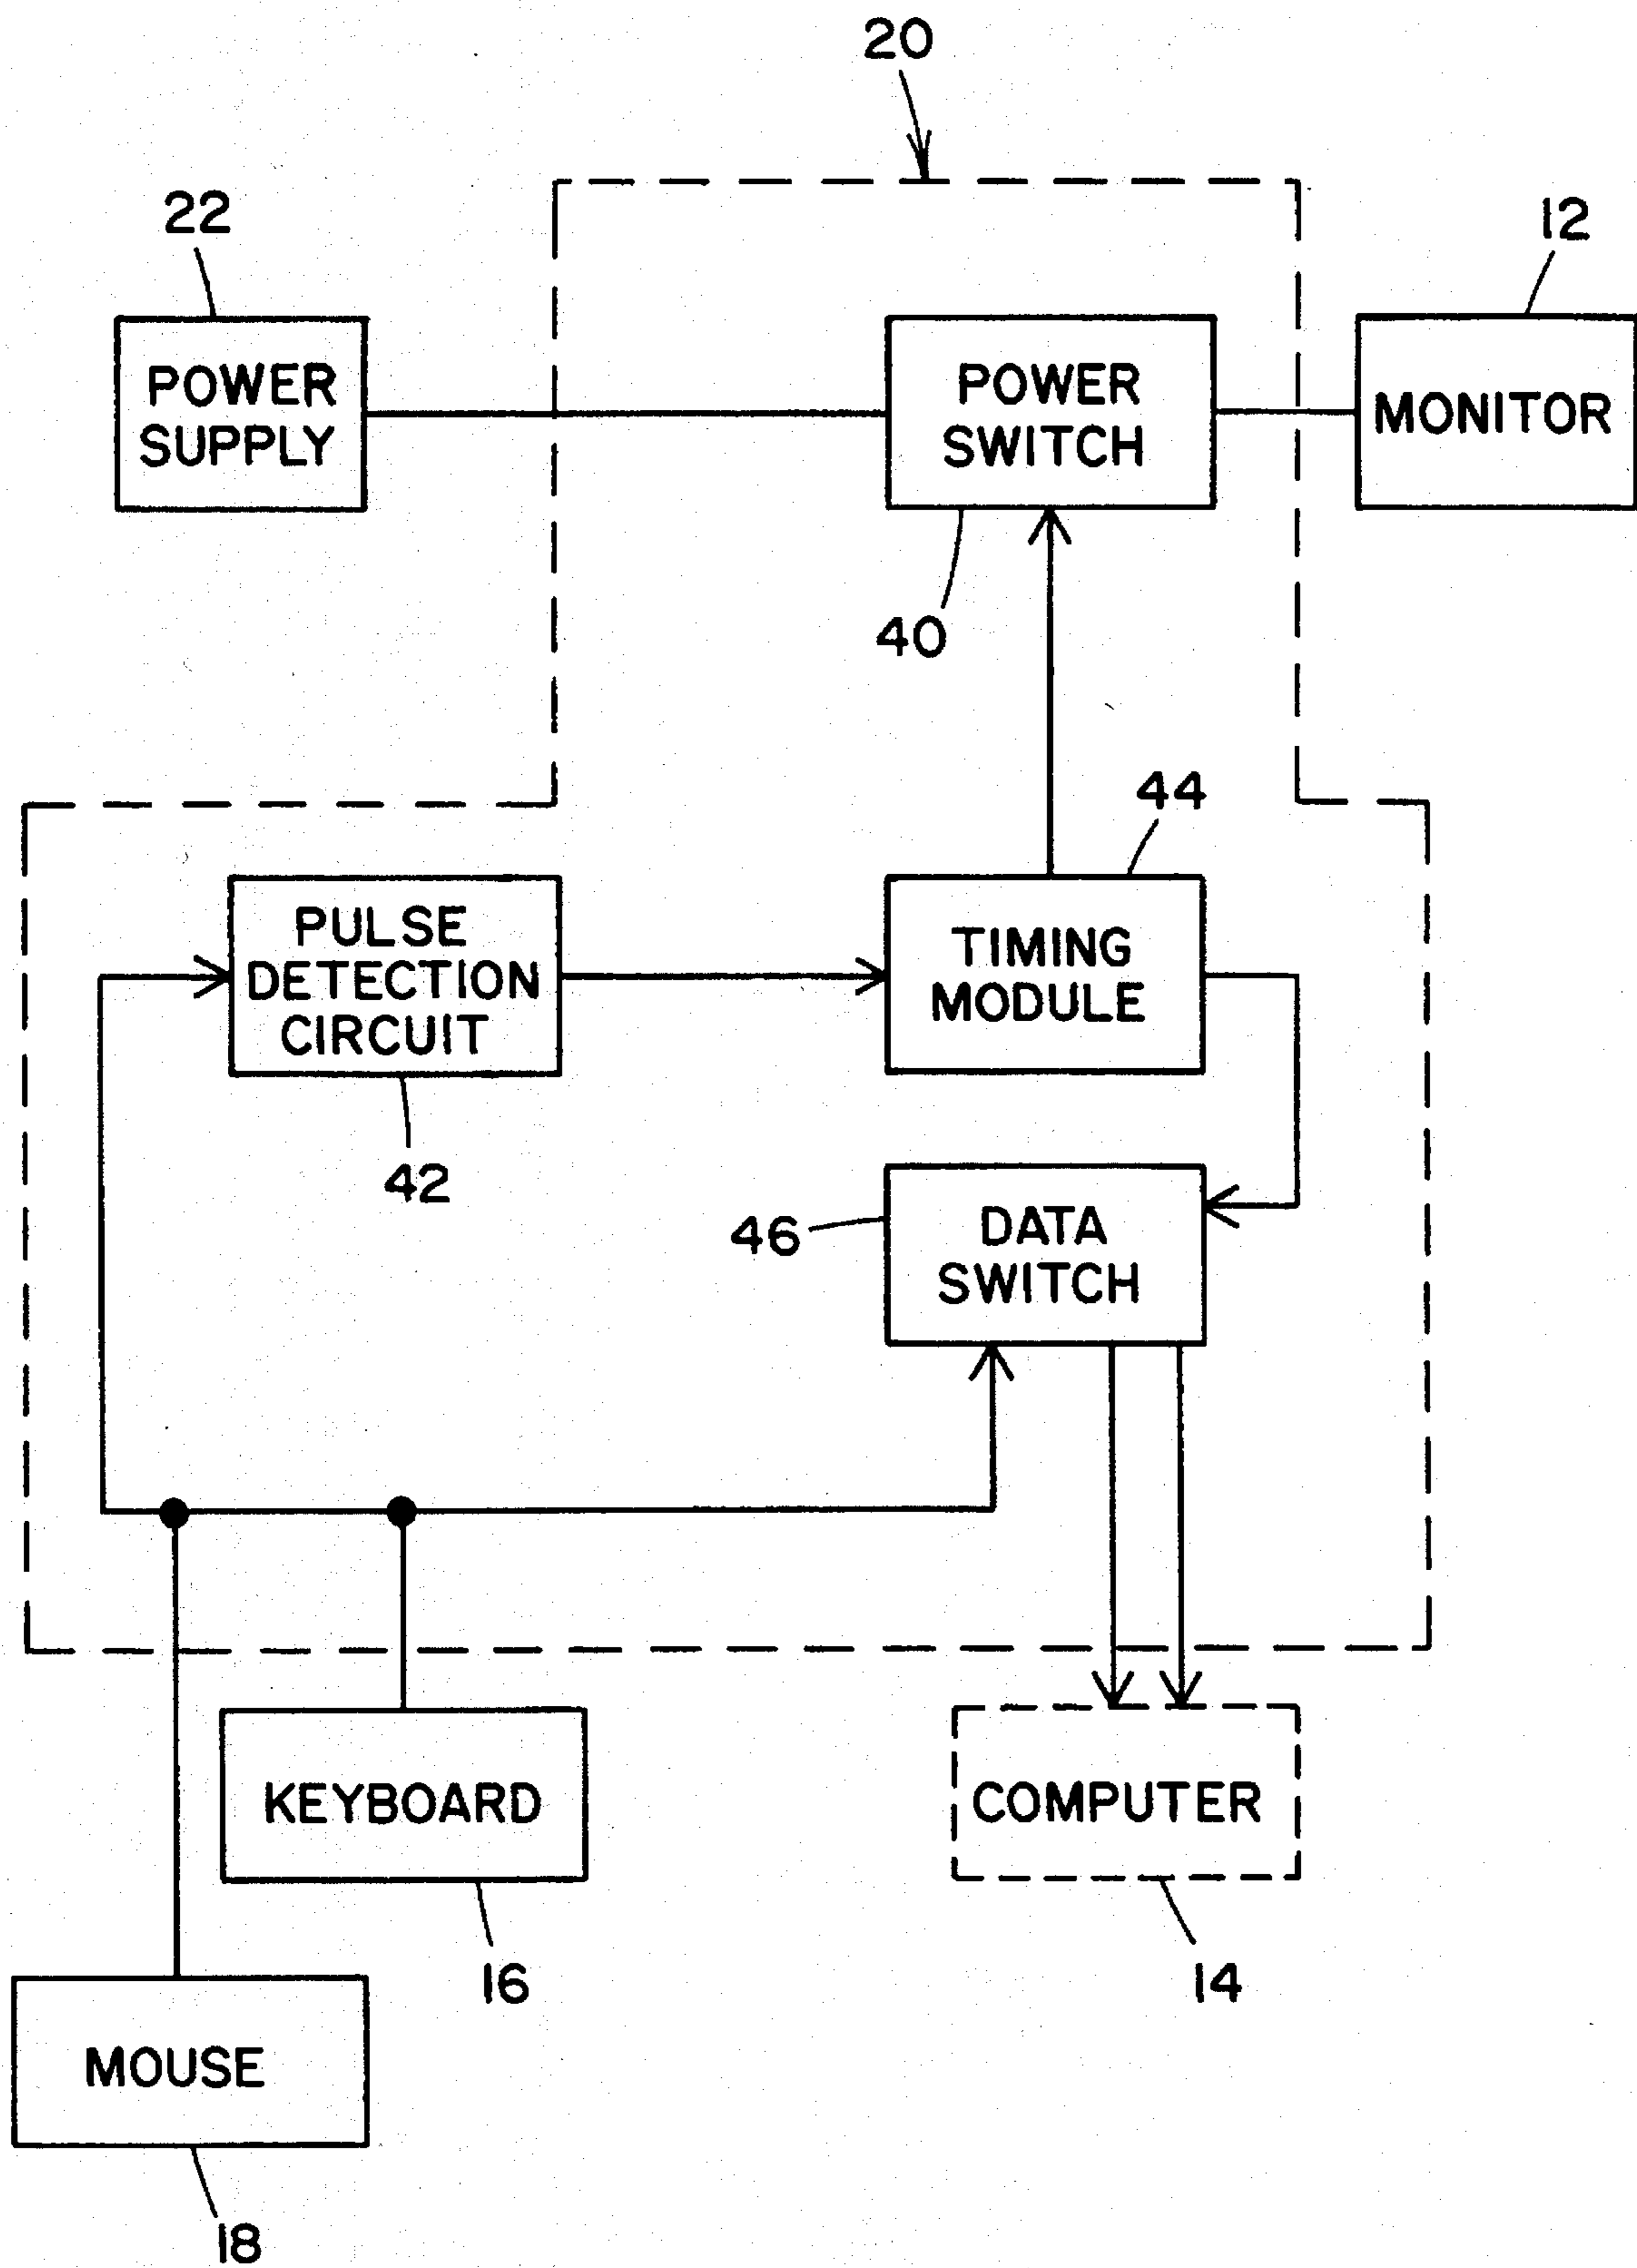 20
22
12
POWER
SUPPLY
POWER
SWITCH
MONITOR
40
44
PULSE
DETECTION
CIRCUIT
TIMING
MODULE
42
46
DATA
SWITCH
KEYBOARD
COMPUTER
16
14
MOUSE
18